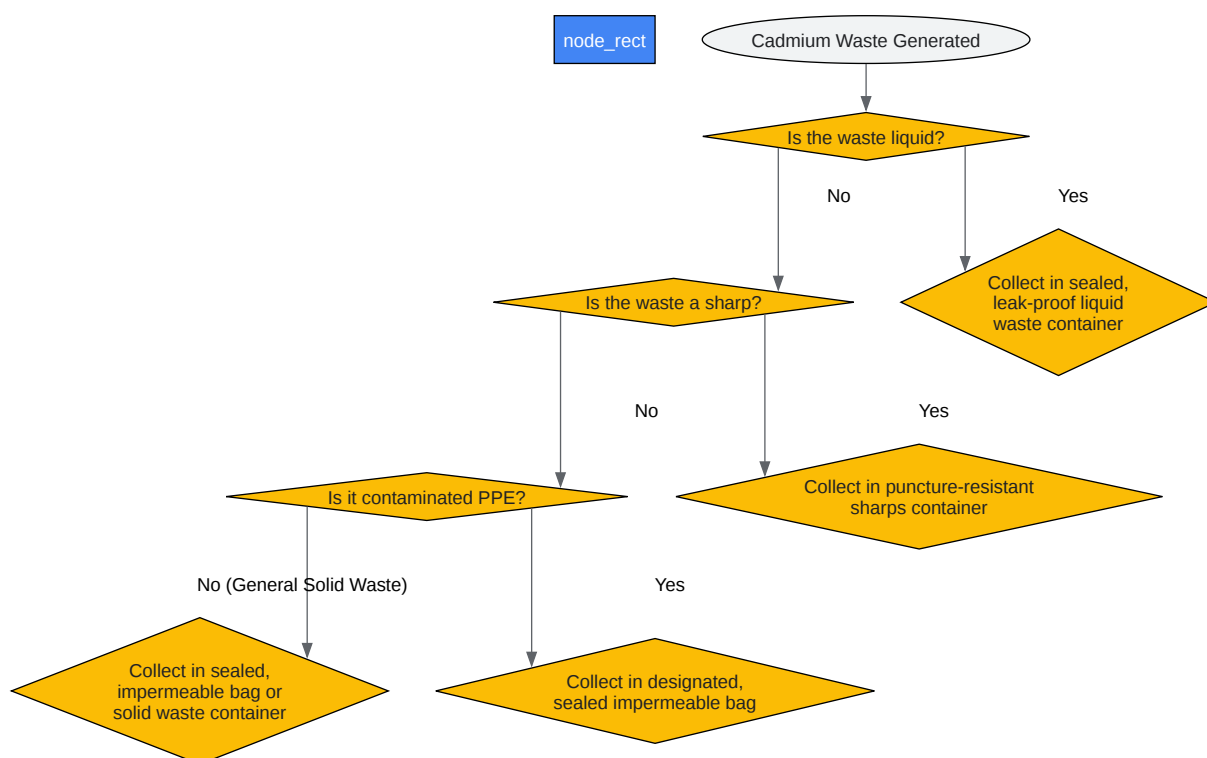 node_rect
Cadmium Waste Generated
Is the waste liquid?
No
Yes
Collect in sealed,
leak-proof liquid
waste container
Is the waste a sharp?
No
Yes
Collect in puncture-resistant
sharps container
Is it contaminated PPE?
No (General Solid Waste)
Yes
Collect in sealed,
impermeable bag or
solid waste container
Collect in designated,
sealed impermeable bag